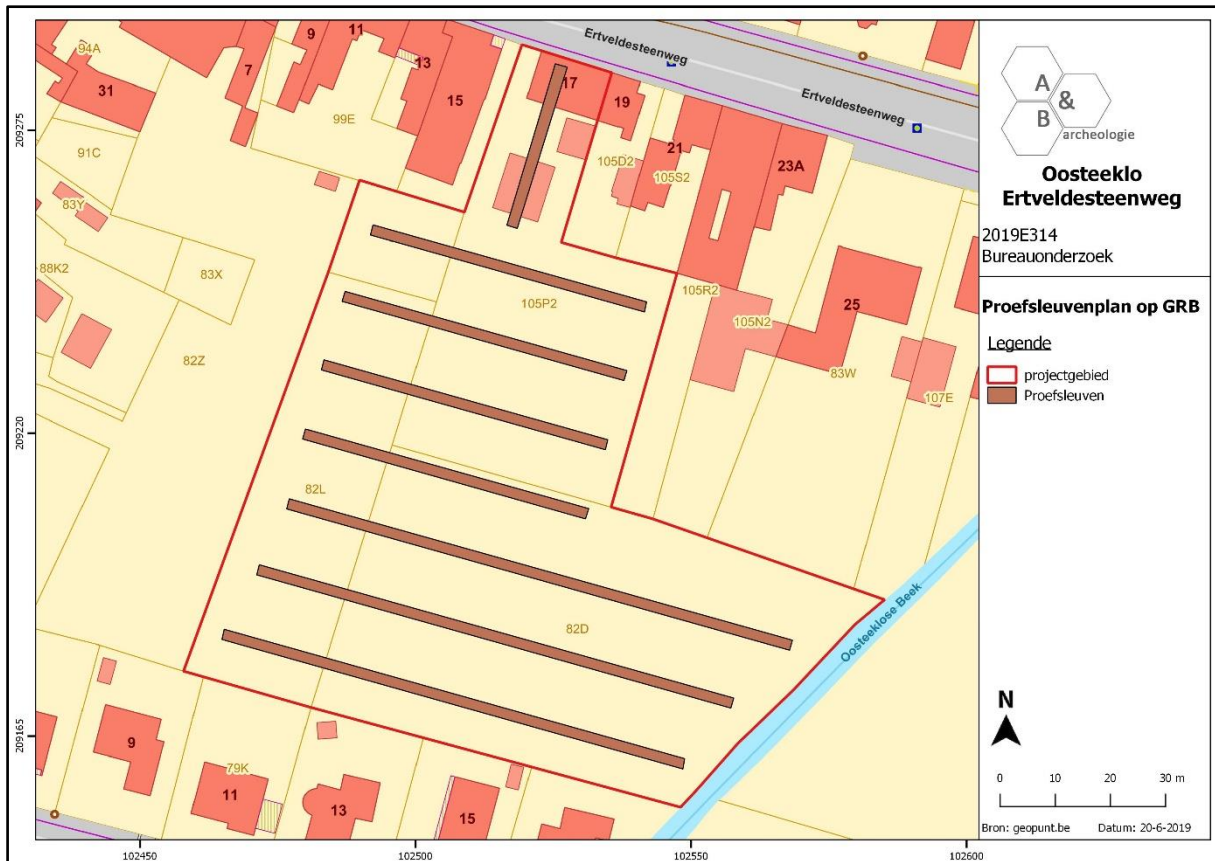 94A
31
7
9
11
13
15
99E
91C
83Y
83X
88K2
82Z
Ertveldesteenweg
Ertveldesteenweg
17
19
21
23A
105D2
105S2
105P2
105R2
105N2
25
83W
107E
82L
82D
Oosteeklose Beek
9
79K
11
13
15
209275
209220
209165
102450
102500
102550
102600
A
&
B
archeologie
Oosteeklo
Ertveldesteenweg
2019E314
Bureauonderzoek
Proefsleuvenplan op GRB
Legende
projectgebied
Proefsleuven
N
0 10 20 30 m
Bron: geopunt.be Datum: 20-6-2019